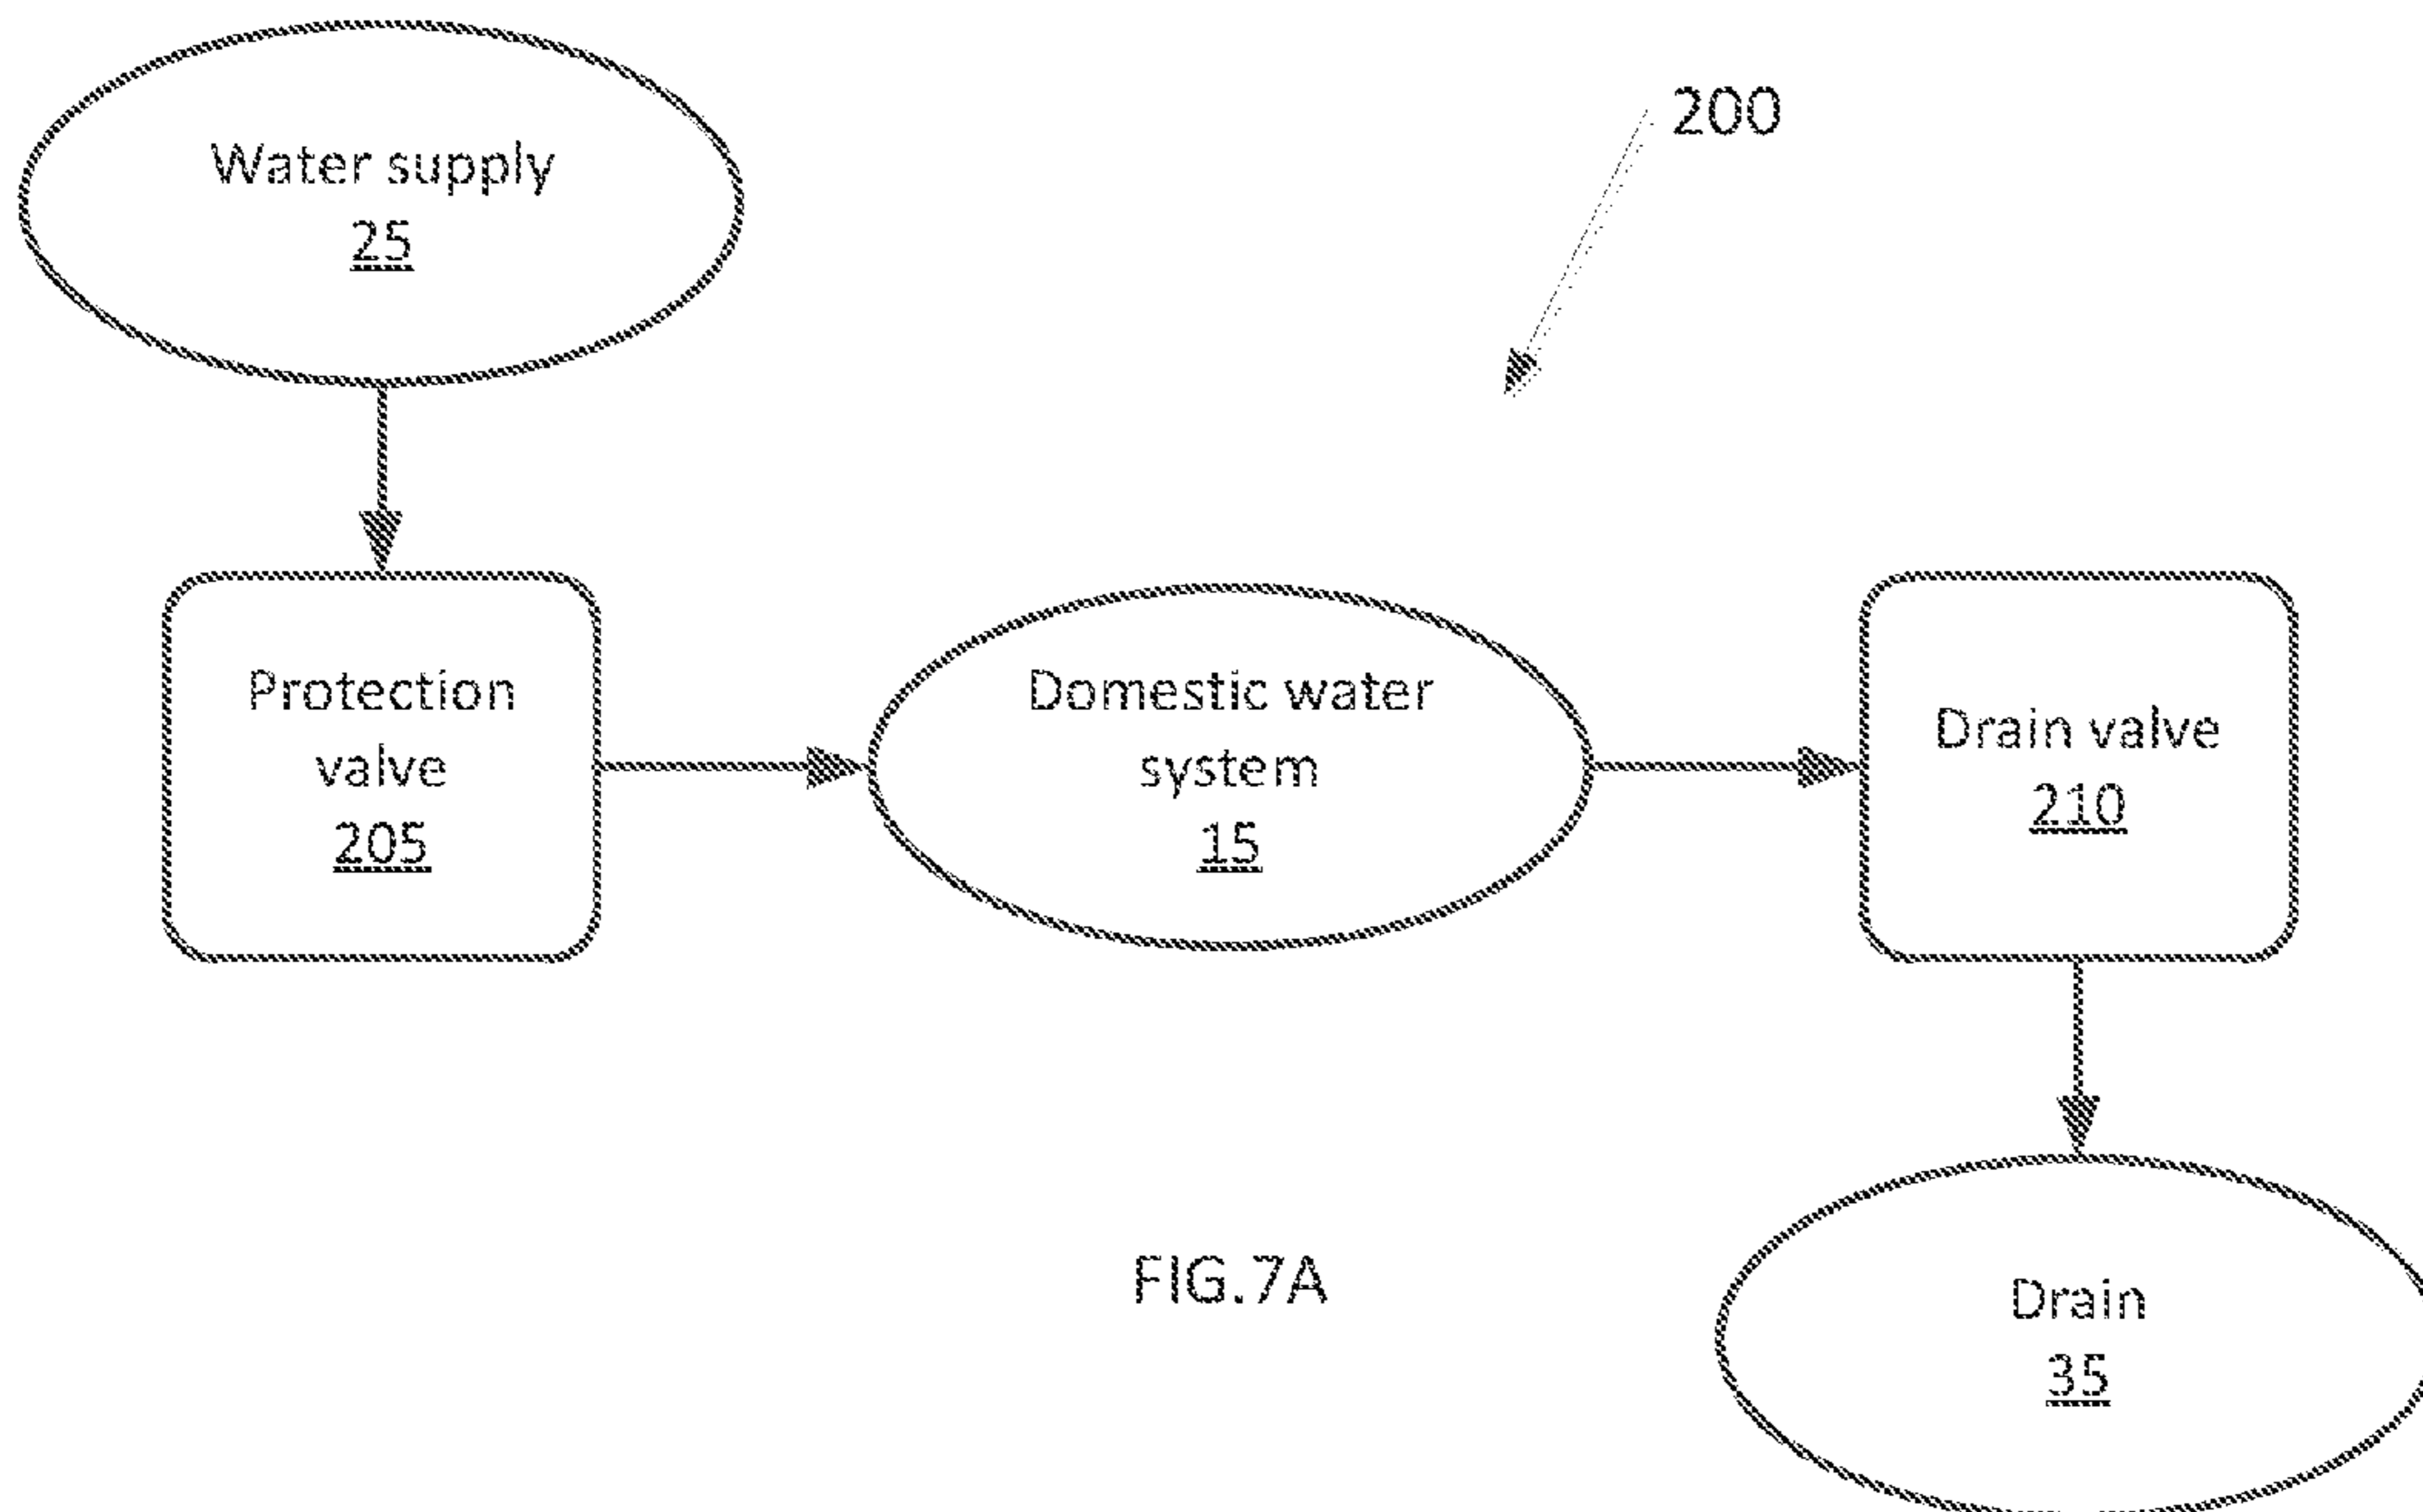 Water supply
25
200
Protection
valve
205
Domestic water
system
15
Drain valve
210
FIG.7A
Drain
35